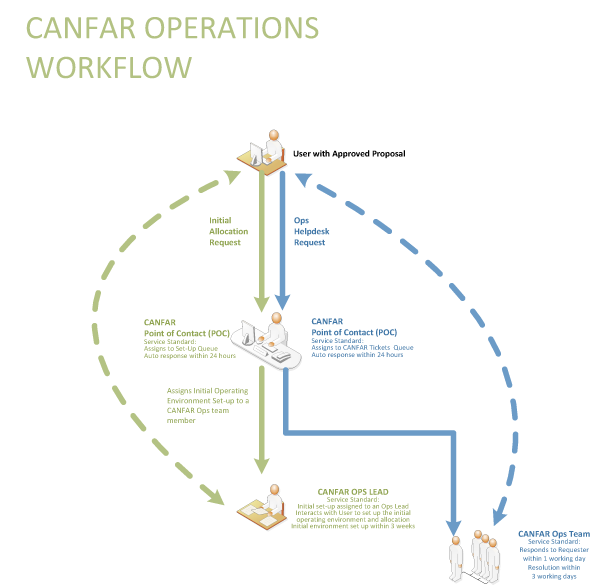 CANFAR OPERATIONS
WORKFLOW
User with Approved Proposal
Initial
Allocation
Request
Ops
Helpdesk
Request
CANFAR
Point of Contact (POC)
Service Standard:
Assigns to Set-Up Queue
Auto response within 24 hours
CANFAR
Point of Contact (POC)
Service Standard:
Assigns to CANFAR Tickets Queue
Auto response within 24 hours
Assigns Initial Operating
Environment Set-up to a
CANFAR Ops team
member
CANFAR OPS LEAD
Service Standard:
Initial set-up assigned to an Ops Lead
Interacts with User to set up the initial
operating environment and allocation
Initial environment set up within 3 weeks
CANFAR Ops Team
Service Standard:
Responds to Requester
within 1 working day
Resolution within
3 working days